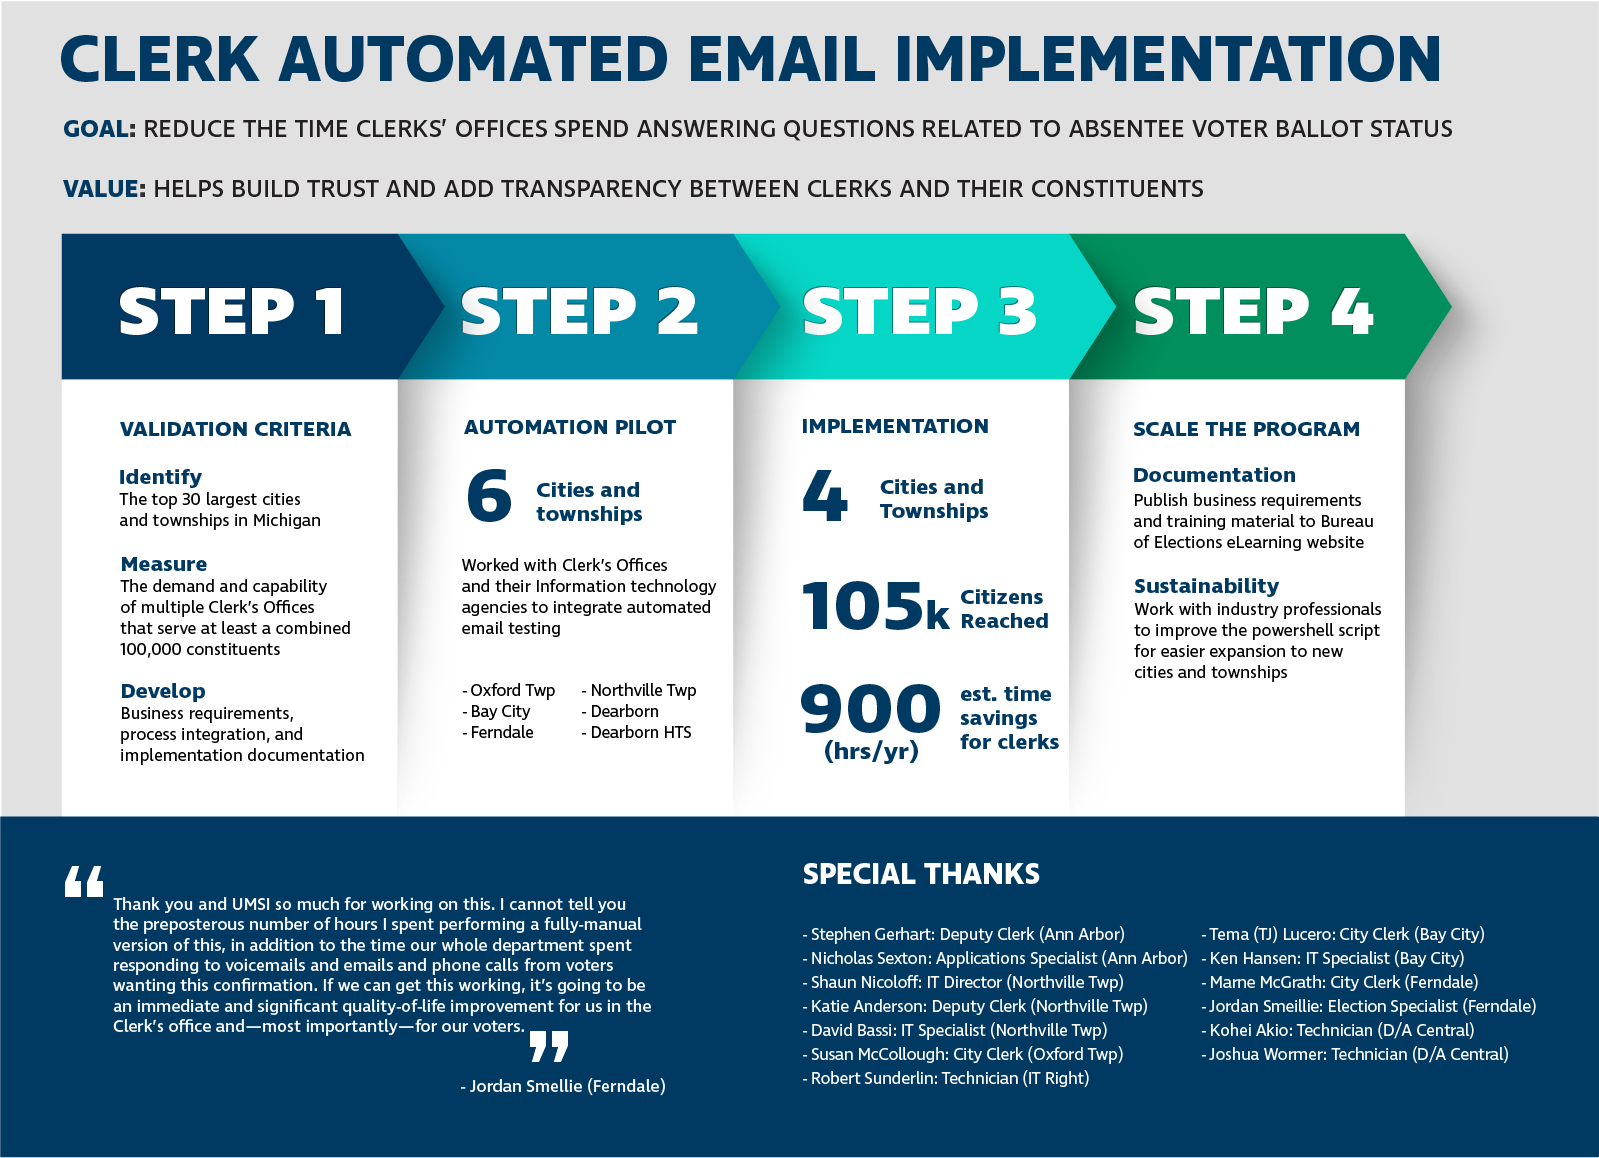 CLERK AUTOMATED EMAIL IMPLEMENTATION
GOAL: REDUCE THE TIME CLERKS' OFFICES SPEND ANSWERING QUESTIONS RELATED TO ABSENTEE VOTER BALLOT STATUS
VALUE: HELPS BUILD TRUST AND ADD TRANSPARENCY BETWEEN CLERKS AND THEIR CONSTITUENTS
STEP 1
VALIDATION CRITERIA
Identify
The top 30 largest cities
and townships in Michigan
Measure
The demand and capability
of multiple Clerk's Offices
that serve at least a combined
100,000 constituents
Develop
Business requirements,
process integration, and
implementation documentation
STEP 2
AUTOMATION PILOT
6 Cities and
townships
Worked with Clerk's Offices
and their Information technology
agencies to integrate automated
email testing
- Oxford Twp
- Bay City
- Ferndale
- Northville Twp
- Dearborn
- Dearborn HTS
STEP 3
IMPLEMENTATION
4 Cities and
Townships
105k Citizens
Reached
900
(hrs/yr)
est. time
savings
for clerks
STEP 4
SCALE THE PROGRAM
Documentation
Publish business requirements
and training material to Bureau
of Elections eLearning website
Sustainability
Work with industry professionals
to improve the powershell script
for easier expansion to new
cities and townships
“
Thank you and UMSI so much for working on this. I cannot tell you
the preposterous number of hours I spent performing a fully-manual
version of this, in addition to the time our whole department spent
responding to voicemails and emails and phone calls from voters
wanting this confirmation. If we can get this working, it's going to be
an immediate and significant quality-of-life improvement for us in the
Clerk's office and—most importantly—for our voters.
”
- Jordan Smellie (Ferndale)
SPECIAL THANKS
- Stephen Gerhart: Deputy Clerk (Ann Arbor)
- Nicholas Sexton: Applications Specialist (Ann Arbor)
- Shaun Nicoloff: IT Director (Northville Twp)
- Katie Anderson: Deputy Clerk (Northville Twp)
- David Bassi: IT Specialist (Northville Twp)
- Susan McCollough: City Clerk (Oxford Twp)
- Robert Sunderlin: Technician (IT Right)
- Tema (TJ) Lucero: City Clerk (Bay City)
- Ken Hansen: IT Specialist (Bay City)
- Marne McGrath: City Clerk (Ferndale)
- Jordan Smeillie: Election Specialist (Ferndale)
- Kohei Akio: Technician (D/A Central)
- Joshua Wormer: Technician (D/A Central)